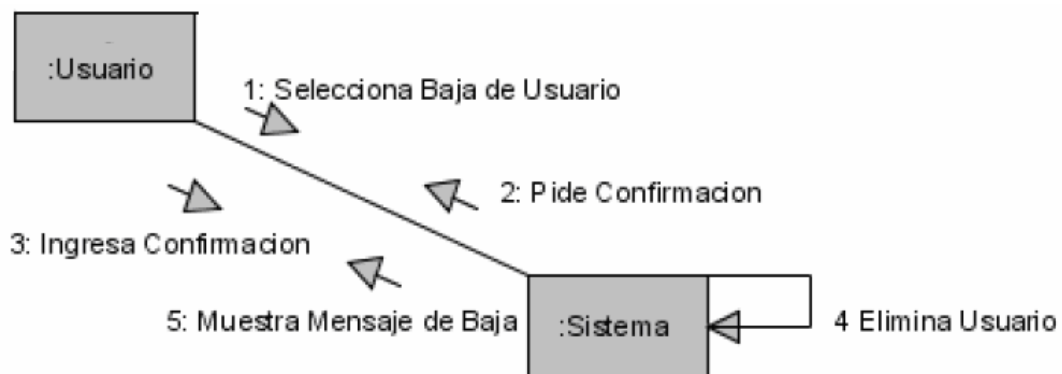 :Usuario
1: Selecciona Baja de Usuario
2: Pide Confirmacion
3: Ingresa Confirmacion
5: Muestra Mensaje de Baja
:Sistema
4 Elimina Usuario